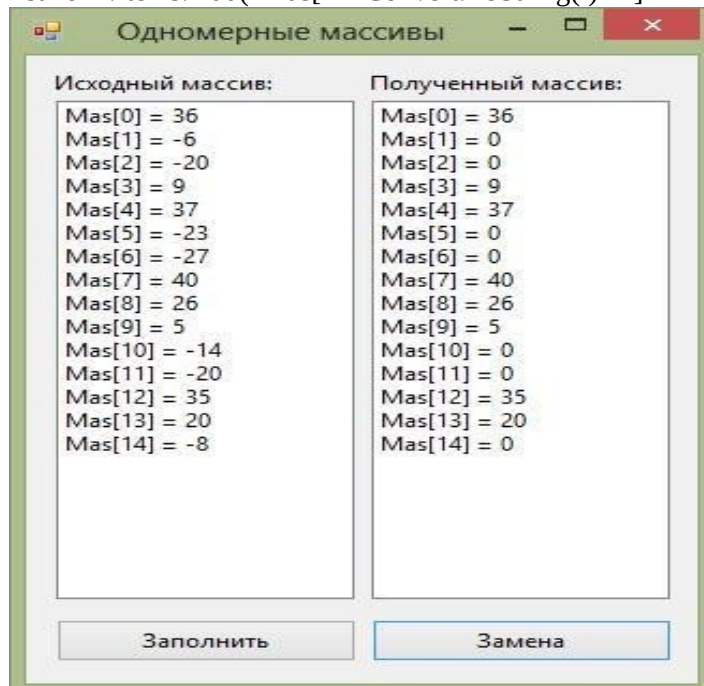 Одномерные массивы
Исходный массив:
Mas[0] = 36
Mas[1] = -6
Mas[2] = -20
Mas[3] = 9
Mas[4] = 37
Mas[5] = -23
Mas[6] = -27
Mas[7] = 40
Mas[8] = 26
Mas[9] = 5
Mas[10] = -14
Mas[11] = -20
Mas[12] = 35
Mas[13] = 20
Mas[14] = -8
Полученный массив:
Mas[0] = 36
Mas[1] = 0
Mas[2] = 0
Mas[3] = 9
Mas[4] = 37
Mas[5] = 0
Mas[6] = 0
Mas[7] = 40
Mas[8] = 26
Mas[9] = 5
Mas[10] = 0
Mas[11] = 0
Mas[12] = 35
Mas[13] = 20
Mas[14] = 0
Заполнить
Замена